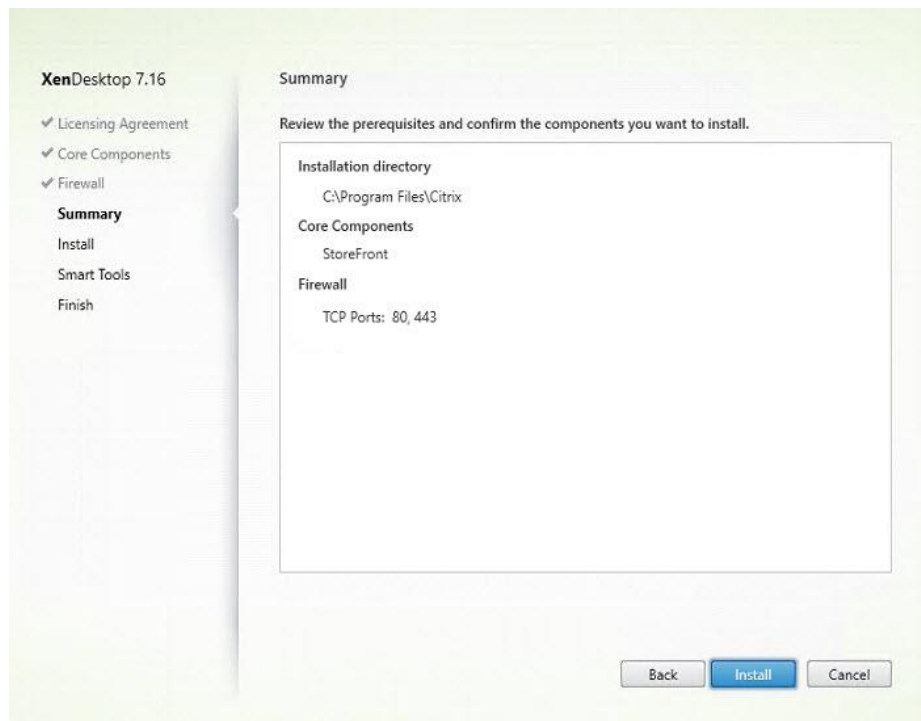 XenDesktop 7.16
Licensing Agreement
Core Components
Firewall
Summary
Install
Smart Tools
Finish
Summary
Review the prerequisites and confirm the components you want to install.
Installation directory
C:\Program Files\Citrix
Core Components
StoreFront
Firewall
TCP Ports: 80, 443
Back
Install
Cancel